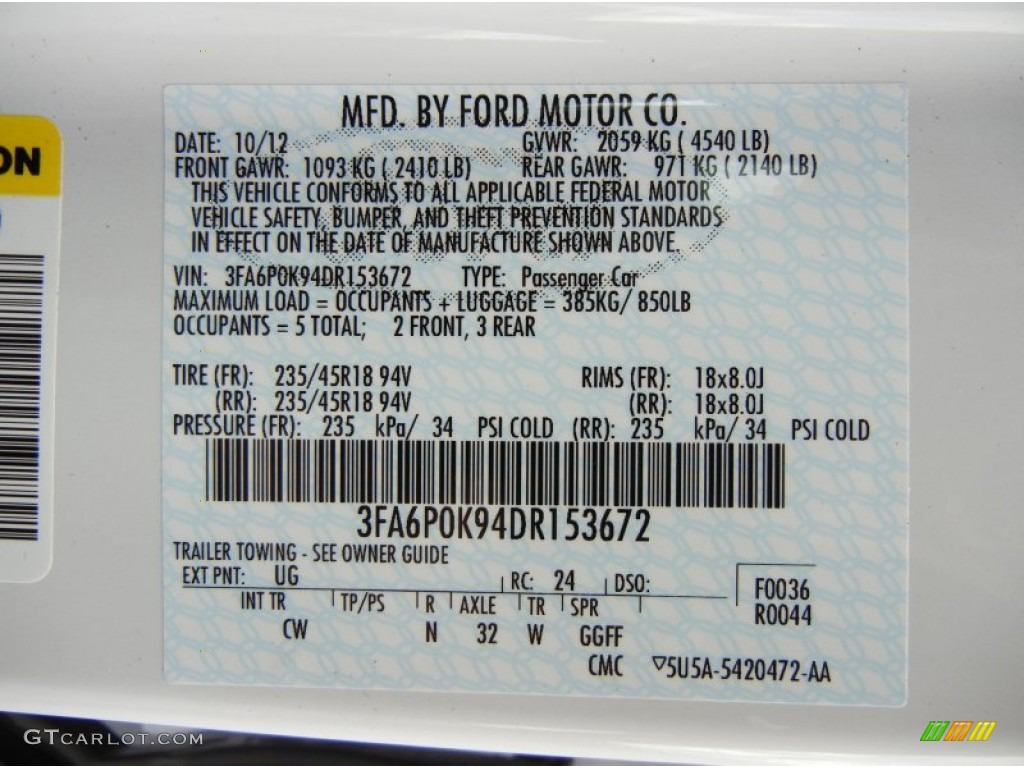 MFD. BY FORD MOTOR CO.
DATE: 10/12 GVWR: 2059 KG ( 4540 LB)
FRONT GAWR: 1093 KG ( 2410 LB) REAR GAWR: 971 KG ( 2140 LB)
THIS VEHICLE CONFORMS TO ALL APPLICABLE FEDERAL MOTOR
VEHICLE SAFETY, BUMPER, AND THEFT PREVENTION STANDARDS
IN EFFECT ON THE DATE OF MANUFACTURE SHOWN ABOVE.
VIN: 3FA6P0K94DR153672 TYPE: Passenger Car
MAXIMUM LOAD = OCCUPANTS + LUGGAGE = 385KG/ 850LB
OCCUPANTS = 5 TOTAL; 2 FRONT, 3 REAR
TIRE (FR): 235/45R18 94V RIMS (FR): 18x8.0J
(RR): 235/45R18 94V (RR): 18x8.0J
PRESSURE (FR): 235 kPa/ 34 PSI COLD (RR): 235 kPa/ 34 PSI COLD
3FA6P0K94DR153672
TRAILER TOWING - SEE OWNER GUIDE
EXT PNT: UG RC: 24 DSO: F0036
INT TR TP/PS R AXLE TR SPR R0044
CW N 32 W GGFF
CMC ▽5U5A-5420472-AA
ON
GTCARLOT.COM